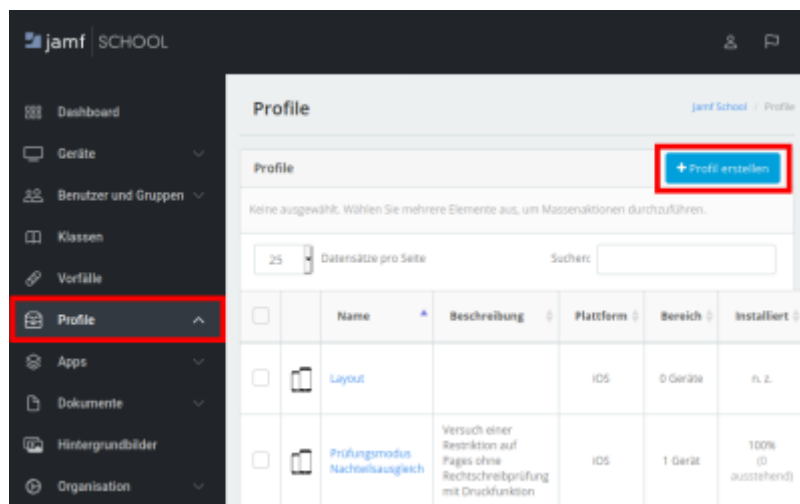 jamf SCHOOL
Dashboard
Geräte
Benutzer und Gruppen
Klassen
Vorfälle
Profile
Apps
Dokumente
Hintergrundbilder
Organisation
Profile
Jamf School / Profile
Profile
+ Profil erstellen
Keine ausgewählt. Wählen Sie mehrere Elemente aus, um Massenaktionen durchzuführen.
25 Datensätze pro Seite
Suchen:
Name Beschreibung Plattform Bereich Installiert
Layout iOS 0 Geräte n. z.
Prüfungsmodus
Nachteilsausgleich
Versuch einer
Restriktion auf
Pages ohne
Rechtschreibprüfung
mit Druckfunktion
iOS
1 Gerät
100%
(0
ausstehend)